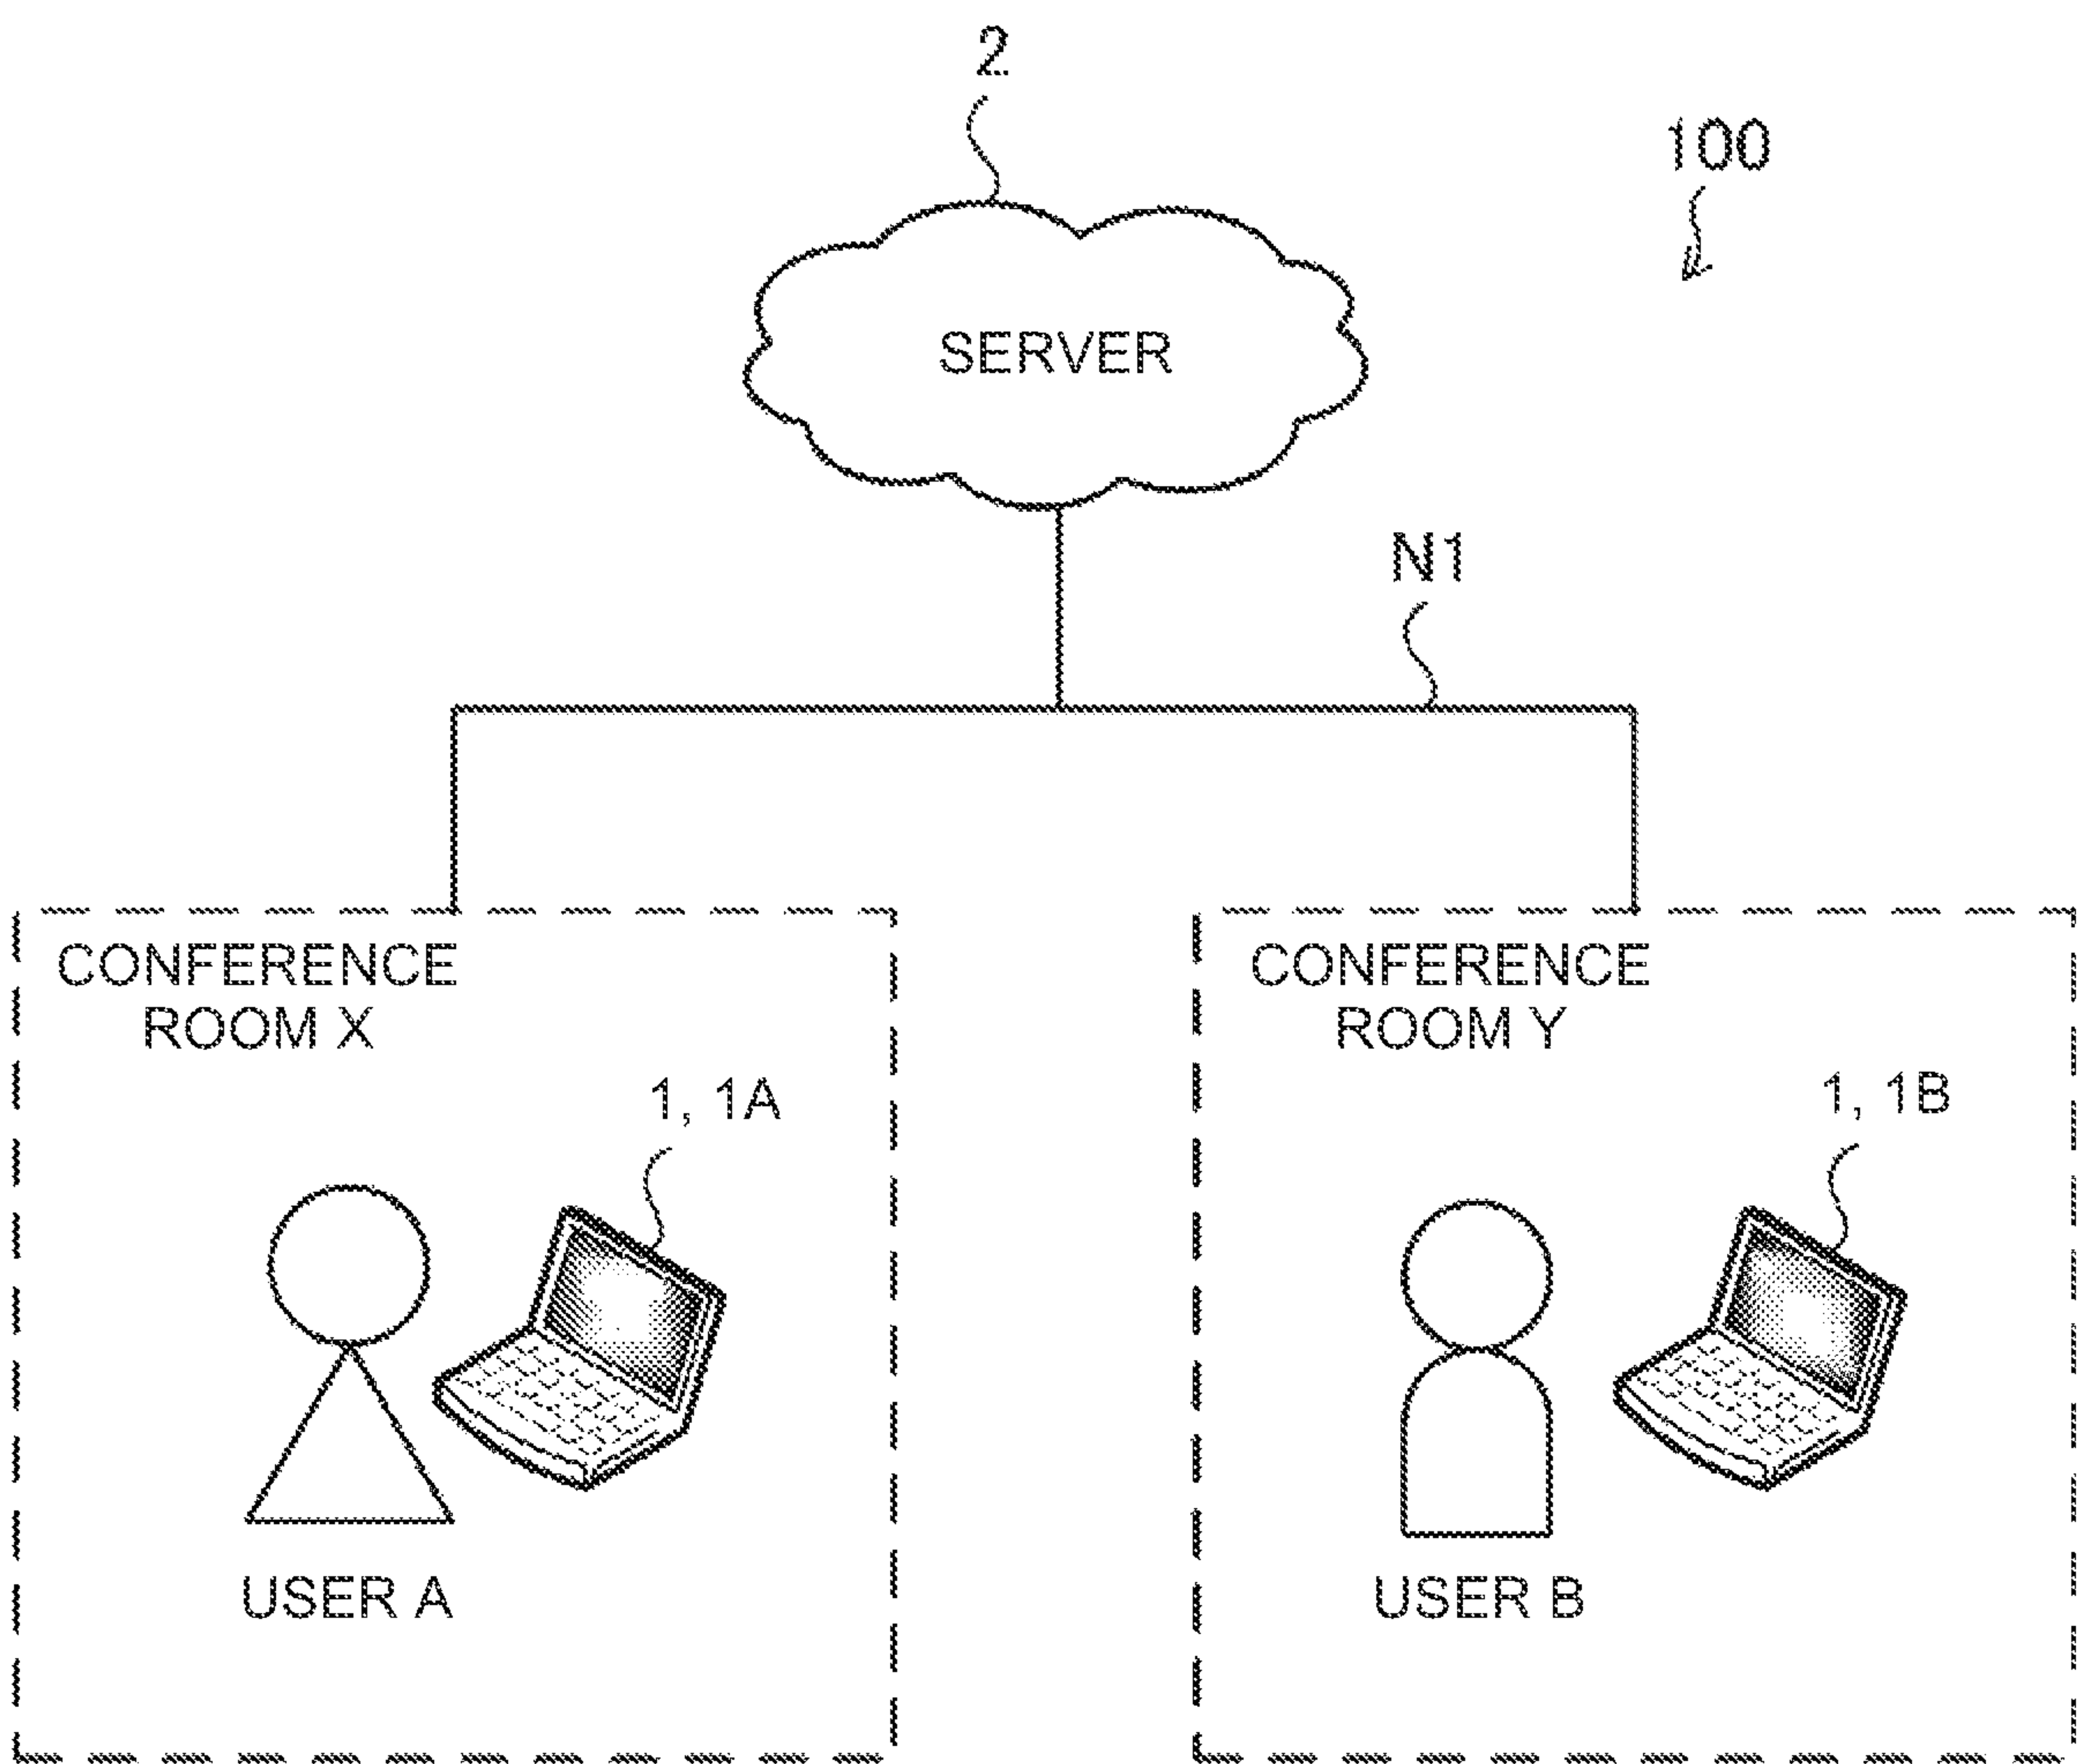 2
100
SERVER
N1
CONFERENCE
ROOM X
1, 1A
USER A
CONFERENCE
ROOM Y
1, 1B
USER B